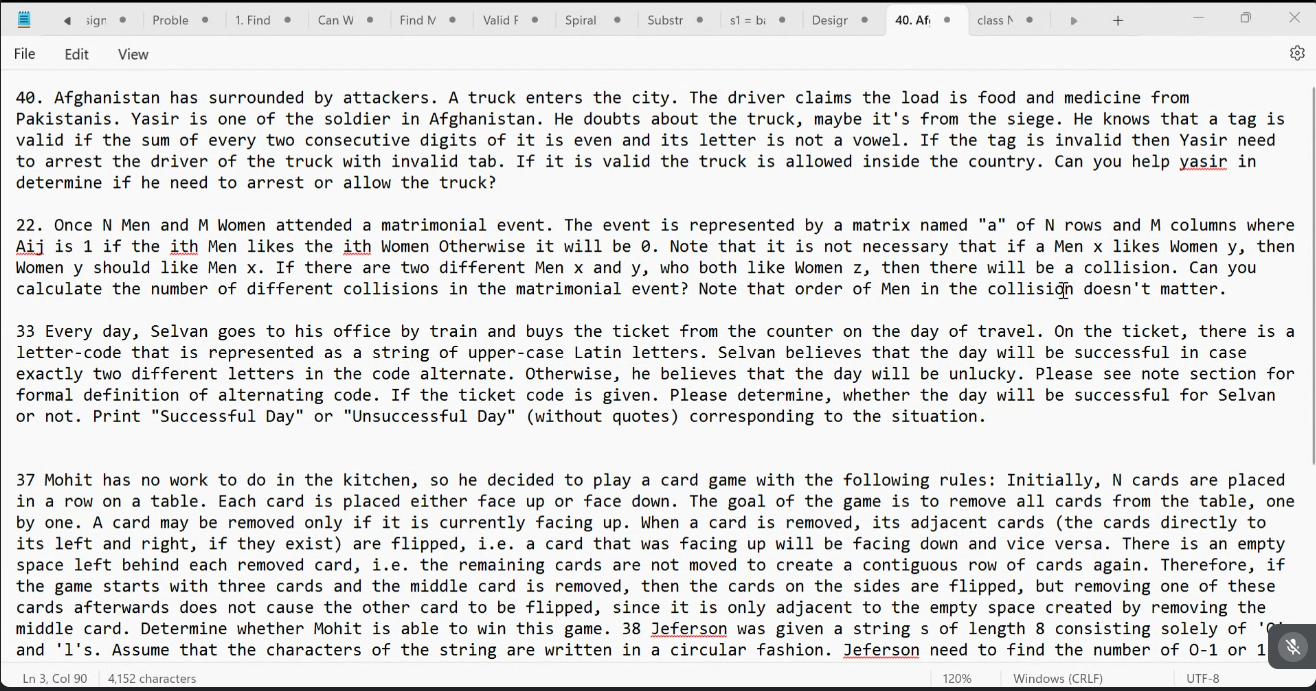 sign
Proble
1. Find
Can W
Find M
Valid F
Spiral
Substr
s1 = ba
Desigr
40. Af
class N
File Edit View
40. Afghanistan has surrounded by attackers. A truck enters the city. The driver claims the load is food and medicine from
Pakistanis. Yasir is one of the soldier in Afghanistan. He doubts about the truck, maybe it's from the siege. He knows that a tag is
valid if the sum of every two consecutive digits of it is even and its letter is not a vowel. If the tag is invalid then Yasir need
to arrest the driver of the truck with invalid tab. If it is valid the truck is allowed inside the country. Can you help yasir in
determine if he need to arrest or allow the truck?
22. Once N Men and M Women attended a matrimonial event. The event is represented by a matrix named "a" of N rows and M columns where
Aij is 1 if the ith Men likes the ith Women Otherwise it will be 0. Note that it is not necessary that if a Men x likes Women y, then
Women y should like Men x. If there are two different Men x and y, who both like Women z, then there will be a collision. Can you
calculate the number of different collisions in the matrimonial event? Note that order of Men in the collision doesn't matter.
33 Every day, Selvan goes to his office by train and buys the ticket from the counter on the day of travel. On the ticket, there is a
letter-code that is represented as a string of upper-case Latin letters. Selvan believes that the day will be successful in case
exactly two different letters in the code alternate. Otherwise, he believes that the day will be unlucky. Please see note section for
formal definition of alternating code. If the ticket code is given. Please determine, whether the day will be successful for Selvan
or not. Print "Successful Day" or "Unsuccessful Day" (without quotes) corresponding to the situation.
37 Mohit has no work to do in the kitchen, so he decided to play a card game with the following rules: Initially, N cards are placed
in a row on a table. Each card is placed either face up or face down. The goal of the game is to remove all cards from the table, one
by one. A card may be removed only if it is currently facing up. When a card is removed, its adjacent cards (the cards directly to
its left and right, if they exist) are flipped, i.e. a card that was facing up will be facing down and vice versa. There is an empty
space left behind each removed card, i.e. the remaining cards are not moved to create a contiguous row of cards again. Therefore, if
the game starts with three cards and the middle card is removed, then the cards on the sides are flipped, but removing one of these
cards afterwards does not cause the other card to be flipped, since it is only adjacent to the empty space created by removing the
middle card. Determine whether Mohit is able to win this game. 38 Jeferson was given a string s of length 8 consisting solely of
and 'l's. Assume that the characters of the string are written in a circular fashion. Jeferson need to find the number of O-1 or 1
Ln 3, Col 90 4,152 characters 120% Windows (CRLF) UTF-8